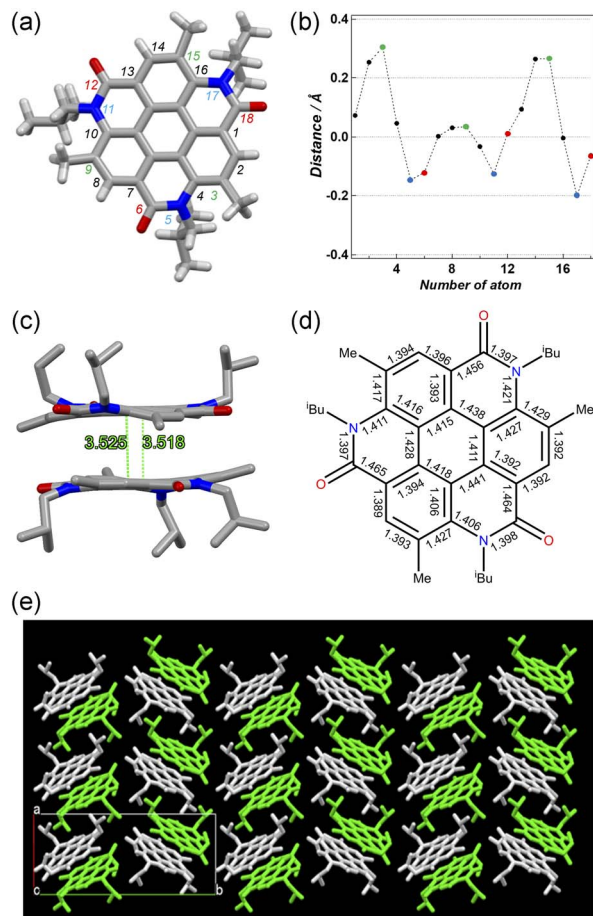 (a)
14
15
13
16
12
17
11
18
10
1
9
2
8
7
4
3
6
5
(b)
Distance / Å
0.4
0.2
0.0
-0.2
-0.4
4
8
12
16
Number of atom
(c)
3.525
3.518
(d)
O
Me
1.394
1.396
1.397
iBu
1.456
N
1.417
1.393
1.421
iBu
1.416
1.438
1.429
Me
N
1.411
1.415
1.427
1.397
1.428
1.411
1.392
1.465
1.418
1.392
O
1.394
1.441
1.392
1.389
1.406
1.464
1.393
1.427
1.406
O
Me
N
1.398
iBu
(e)
a
c
b